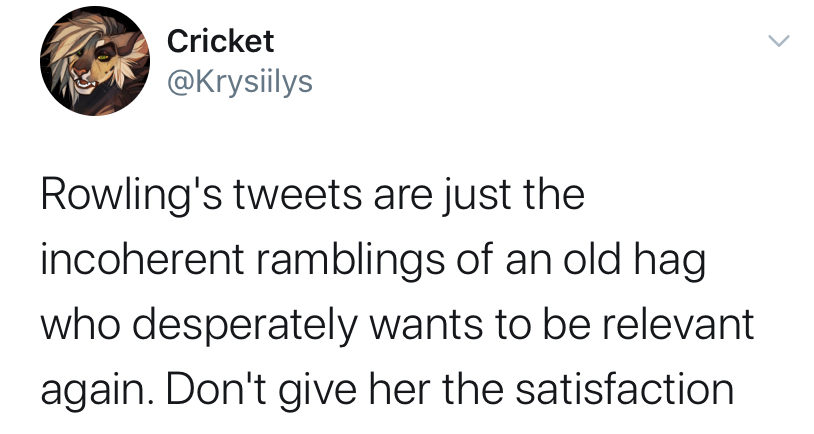 Cricket
@Krysiilys
Rowling's tweets are just the
incoherent ramblings of an old hag
who desperately wants to be relevant
again. Don't give her the satisfaction